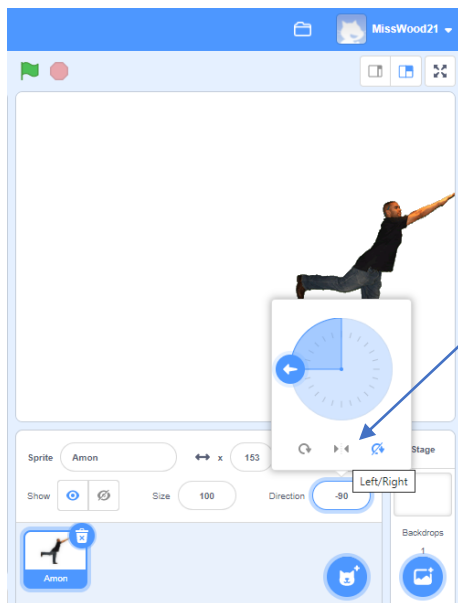 MissWood21
Sprite Amon x 153 Stage
Show Size 100 Direction -90 Left/Right
Backdrops
1
Amon